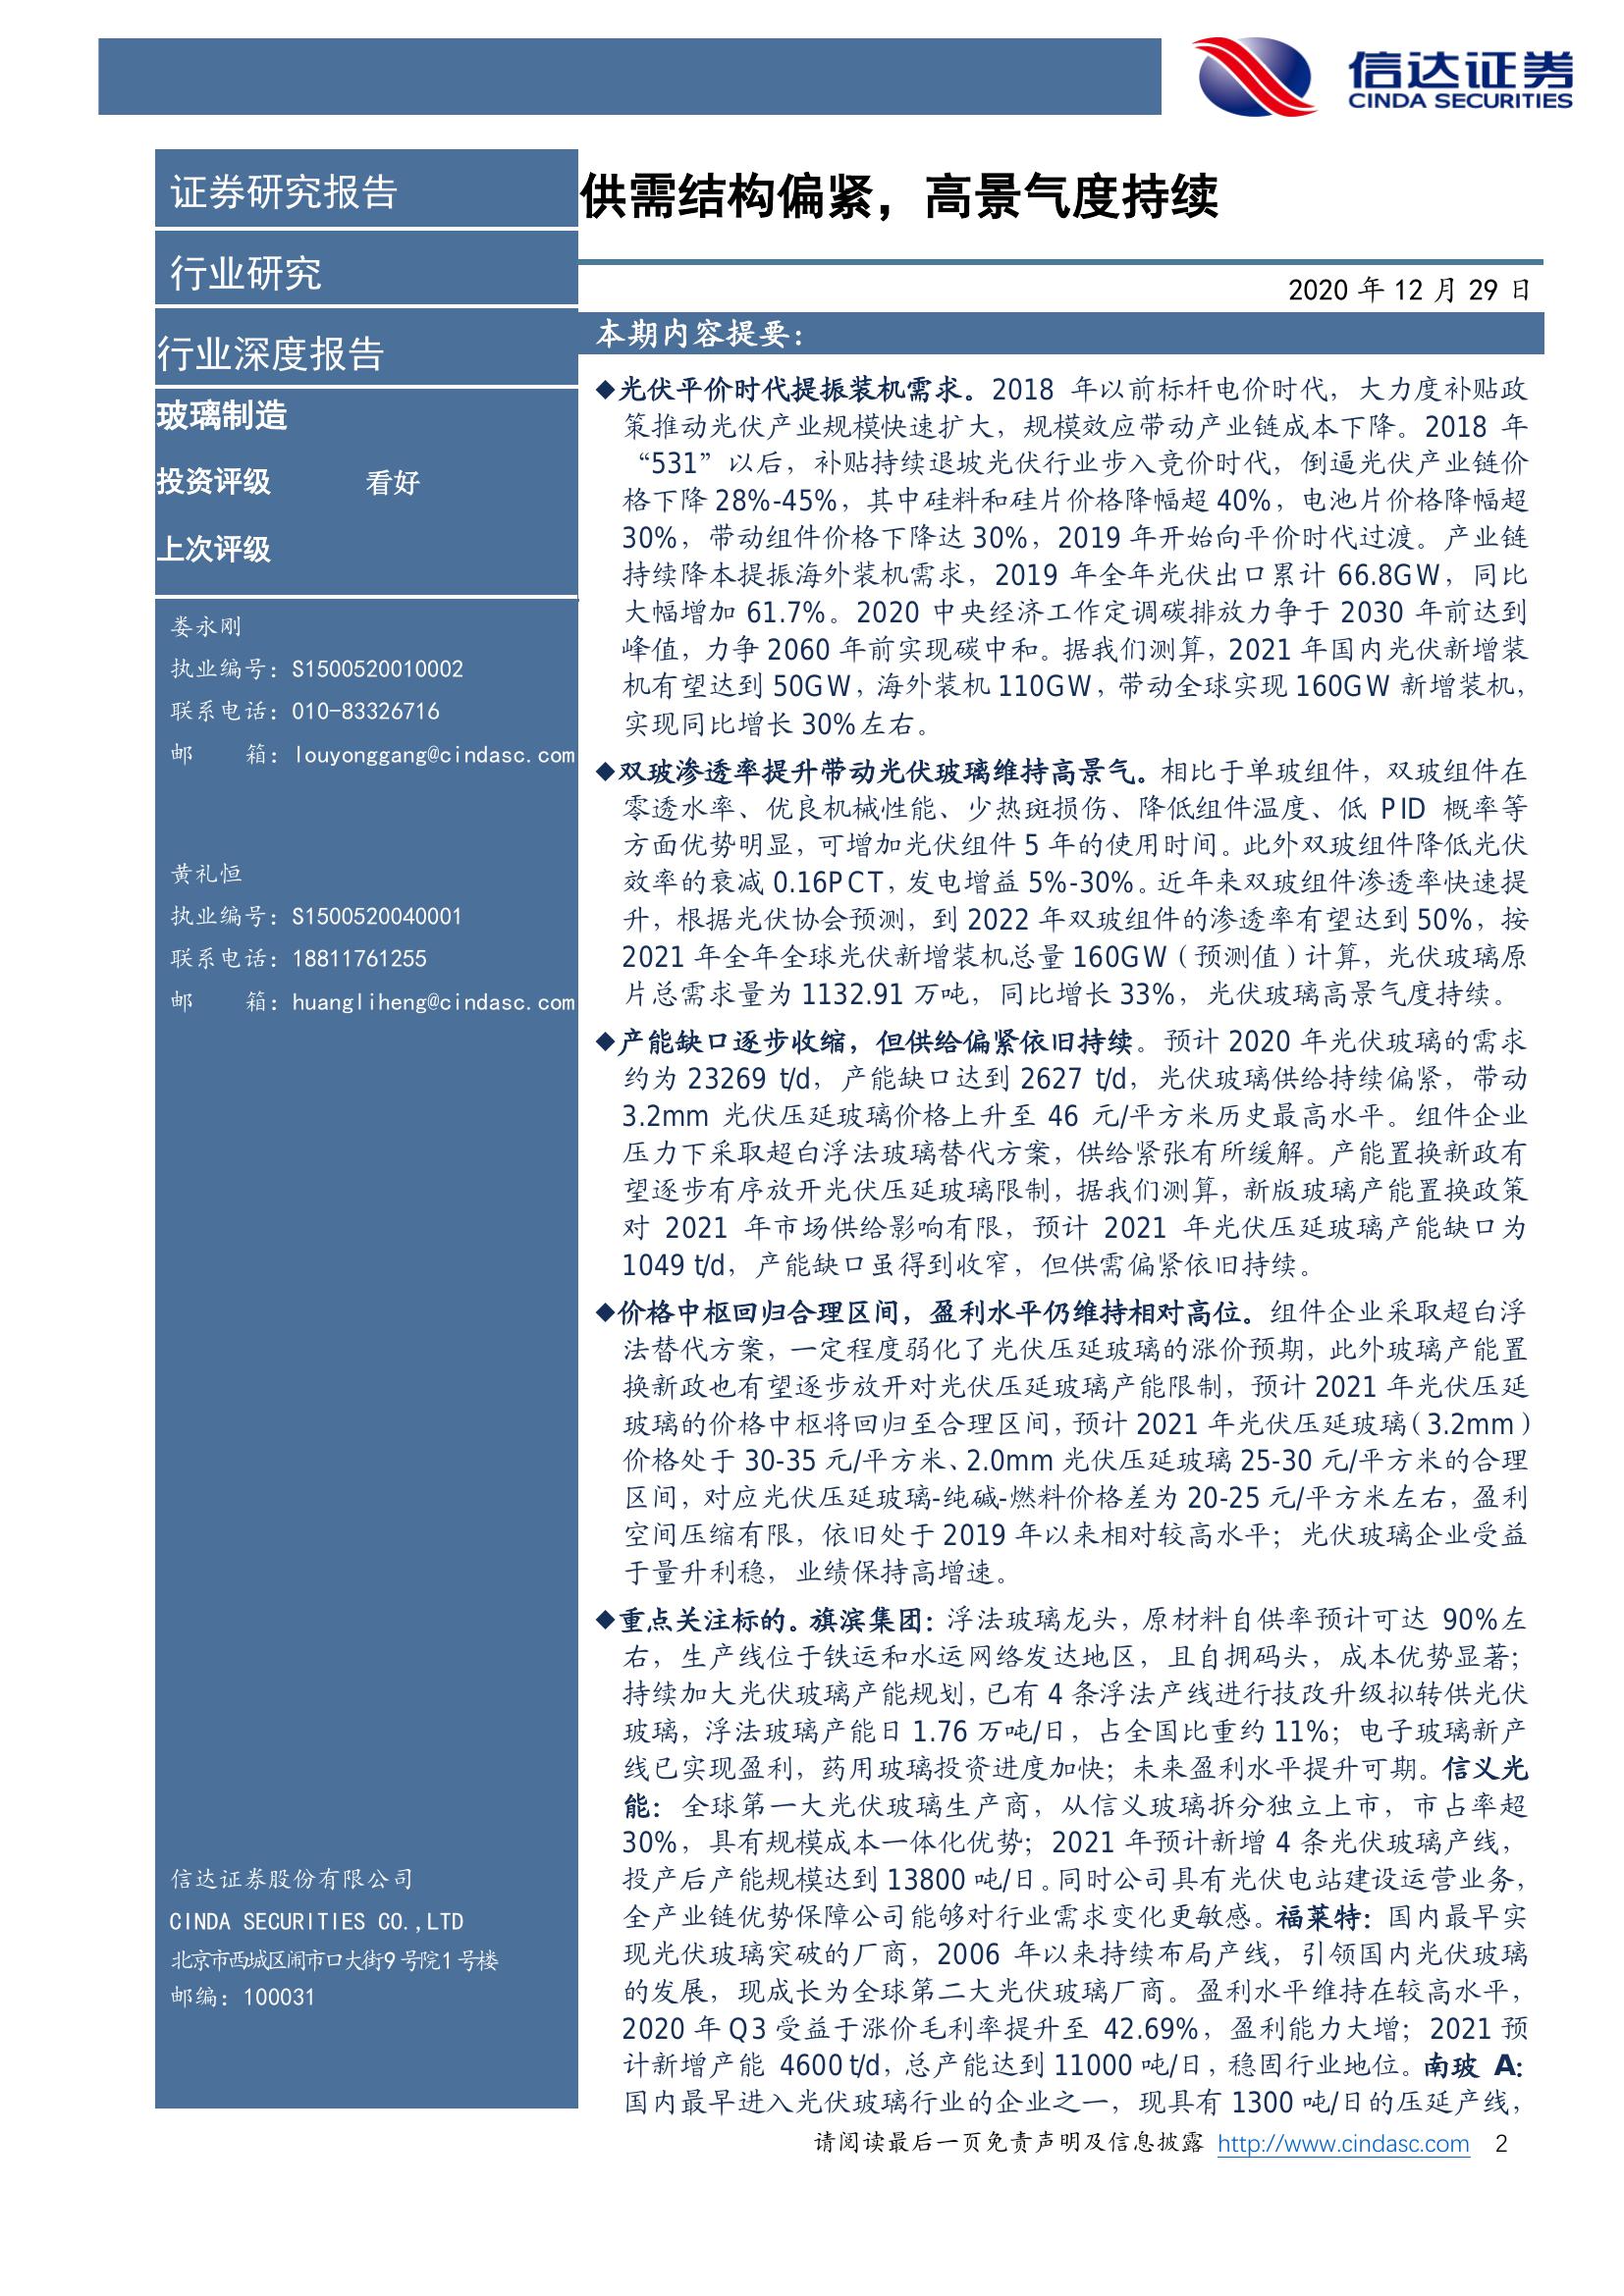 信达证券
CINDA SECURITIES
证券研究报告
行业研究
行业深度报告
玻璃制造
投资评级 看好
上次评级
娄永刚
执业编号：S1500520010002
联系电话：010-83326716
邮 箱：louyonggang@cindasc.com
黄礼恒
执业编号：S1500520040001
联系电话：18811761255
邮 箱：huangliheng@cindasc.com
信达证券股份有限公司
CINDA SECURITIES CO.,LTD
北京市西城区闹市口大街9号院1号楼
邮编：100031
供需结构偏紧，高景气度持续
2020 年 12 月 29 日
本期内容提要：
◆光伏平价时代提振装机需求。2018 年以前标杆电价时代，大力度补贴政
策推动光伏产业规模快速扩大，规模效应带动产业链成本下降。2018 年
“531”以后，补贴持续退坡光伏行业步入竞价时代，倒逼光伏产业链价
格下降 28%-45%，其中硅料和硅片价格降幅超 40%，电池片价格降幅超
30%，带动组件价格下降达 30%，2019 年开始向平价时代过渡。产业链
持续降本提振海外装机需求，2019 年全年光伏出口累计 66.8GW，同比
大幅增加 61.7%。2020 中央经济工作定调碳排放力争于 2030 年前达到
峰值，力争 2060 年前实现碳中和。据我们测算，2021 年国内光伏新增装
机有望达到 50GW，海外装机 110GW，带动全球实现 160GW 新增装机，
实现同比增长 30%左右。
◆双玻渗透率提升带动光伏玻璃维持高景气。相比于单玻组件，双玻组件在
零透水率、优良机械性能、少热斑损伤、降低组件温度、低 PID 概率等
方面优势明显，可增加光伏组件 5 年的使用时间。此外双玻组件降低光伏
效率的衰减 0.16PCT，发电增益 5%-30%。近年来双玻组件渗透率快速提
升，根据光伏协会预测，到 2022 年双玻组件的渗透率有望达到 50%，按
2021 年全年全球光伏新增装机总量 160GW（预测值）计算，光伏玻璃原
片总需求量为 1132.91 万吨，同比增长 33%，光伏玻璃高景气度持续。
◆产能缺口逐步收缩，但供给偏紧依旧持续。预计 2020 年光伏玻璃的需求
约为 23269 t/d，产能缺口达到 2627 t/d，光伏玻璃供给持续偏紧，带动
3.2mm 光伏压延玻璃价格上升至 46 元/平方米历史最高水平。组件企业
压力下采取超白浮法玻璃替代方案，供给紧张有所缓解。产能置换新政有
望逐步有序放开光伏压延玻璃限制，据我们测算，新版玻璃产能置换政策
对 2021 年市场供给影响有限，预计 2021 年光伏压延玻璃产能缺口为
1049 t/d，产能缺口虽得到收窄，但供需偏紧依旧持续。
◆价格中枢回归合理区间，盈利水平仍维持相对高位。组件企业采取超白浮
法替代方案，一定程度弱化了光伏压延玻璃的涨价预期，此外玻璃产能置
换新政也有望逐步放开对光伏压延玻璃产能限制，预计 2021 年光伏压延
玻璃的价格中枢将回归至合理区间，预计 2021 年光伏压延玻璃（3.2mm）
价格处于 30-35 元/平方米、2.0mm 光伏压延玻璃 25-30 元/平方米的合理
区间，对应光伏压延玻璃-纯碱-燃料价格差为 20-25 元/平方米左右，盈利
空间压缩有限，依旧处于 2019 年以来相对较高水平；光伏玻璃企业受益
于量升利稳，业绩保持高增速。
◆重点关注标的。旗滨集团：浮法玻璃龙头，原材料自供率预计可达 90%左
右，生产线位于铁运和水运网络发达地区，且自拥码头，成本优势显著；
持续加大光伏玻璃产能规划，已有 4 条浮法产线进行技改升级拟转供光伏
玻璃，浮法玻璃产能日 1.76 万吨/日，占全国比重约 11%；电子玻璃新产
线已实现盈利，药用玻璃投资进度加快；未来盈利水平提升可期。信义光
能：全球第一大光伏玻璃生产商，从信义玻璃拆分独立上市，市占率超
30%，具有规模成本一体化优势；2021 年预计新增 4 条光伏玻璃产线，
投产后产能规模达到 13800 吨/日。同时公司具有光伏电站建设运营业务，
全产业链优势保障公司能够对行业需求变化更敏感。福莱特：国内最早实
现光伏玻璃突破的厂商，2006 年以来持续布局产线，引领国内光伏玻璃
的发展，现成长为全球第二大光伏玻璃厂商。盈利水平维持在较高水平，
2020 年 Q3 受益于涨价毛利率提升至 42.69%，盈利能力大增；2021 预
计新增产能 4600 t/d，总产能达到 11000 吨/日，稳固行业地位。南玻 A：
国内最早进入光伏玻璃行业的企业之一，现具有 1300 吨/日的压延产线，
请阅读最后一页免责声明及信息披露 http://www.cindasc.com 2